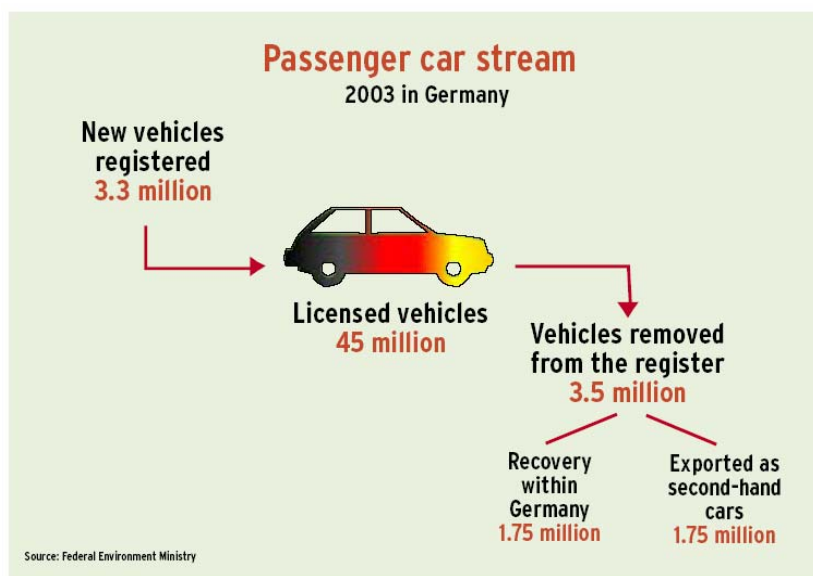 Passenger car stream
2003 in Germany
New vehicles
registered
3.3 million
Licensed vehicles
45 million
Vehicles removed
from the register
3.5 million
Recovery
within
Germany
1.75 million
Exported as
second-hand
cars
1.75 million
Source: Federal Environment Ministry